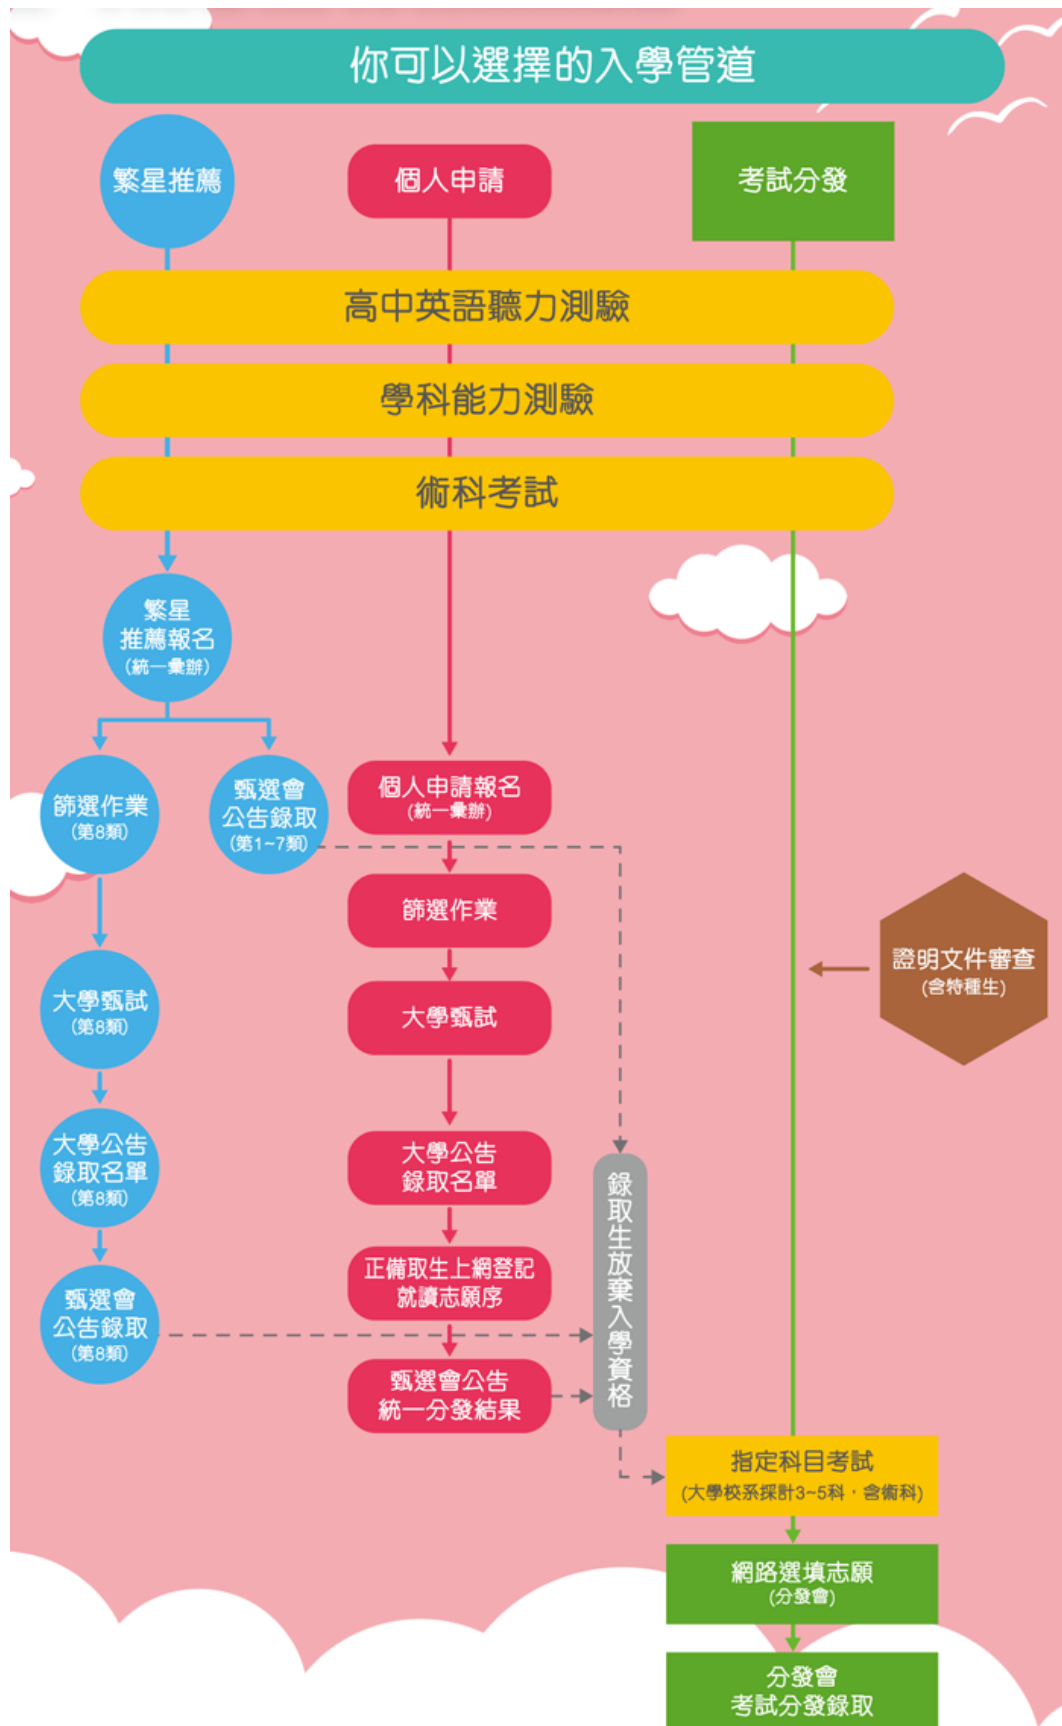 你可以選擇的入學管道
繁星推薦
個人申請
考試分發
高中英語聽力測驗
學科能力測驗
術科考試
繁星
推薦報名
(統一彙辦)
篩選作業
(第8類)
甄選會
公告錄取
(第1~7類)
大學甄試
(第8類)
大學公告
錄取名單
(第8類)
甄選會
公告錄取
(第8類)
個人申請報名
(統一彙辦)
篩選作業
大學甄試
大學公告
錄取名單
正備取生上網登記
就讀志願序
甄選會公告
統一分發結果
錄取生放棄入學資格
證明文件審查
(含特種生)
指定科目考試
(大學校系採計3~5科，含術科)
網路選填志願
(分發會)
分發會
考試分發錄取